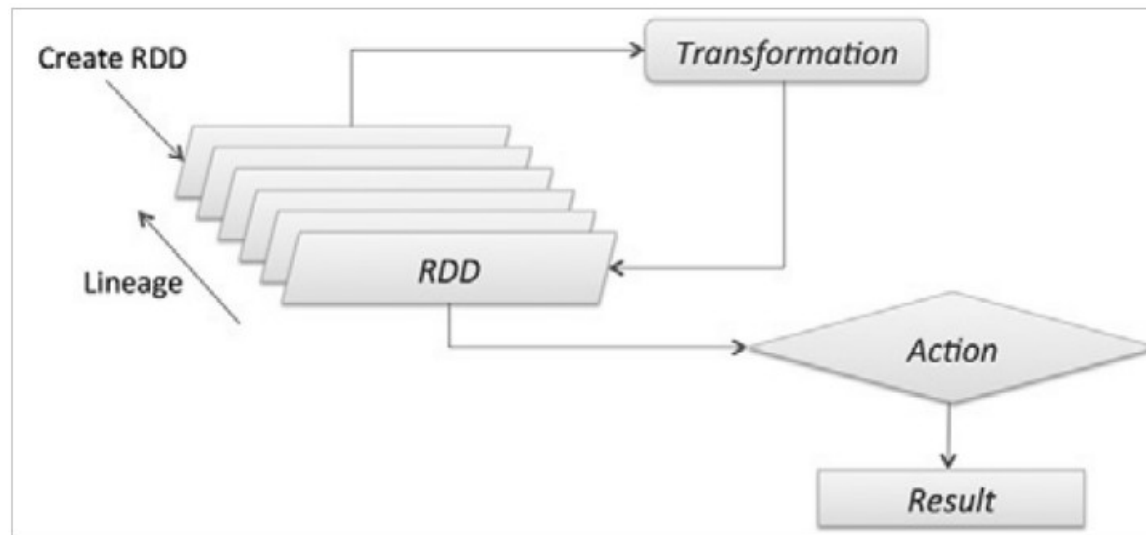 Create RDD
Transformation
RDD
Lineage
Action
Result